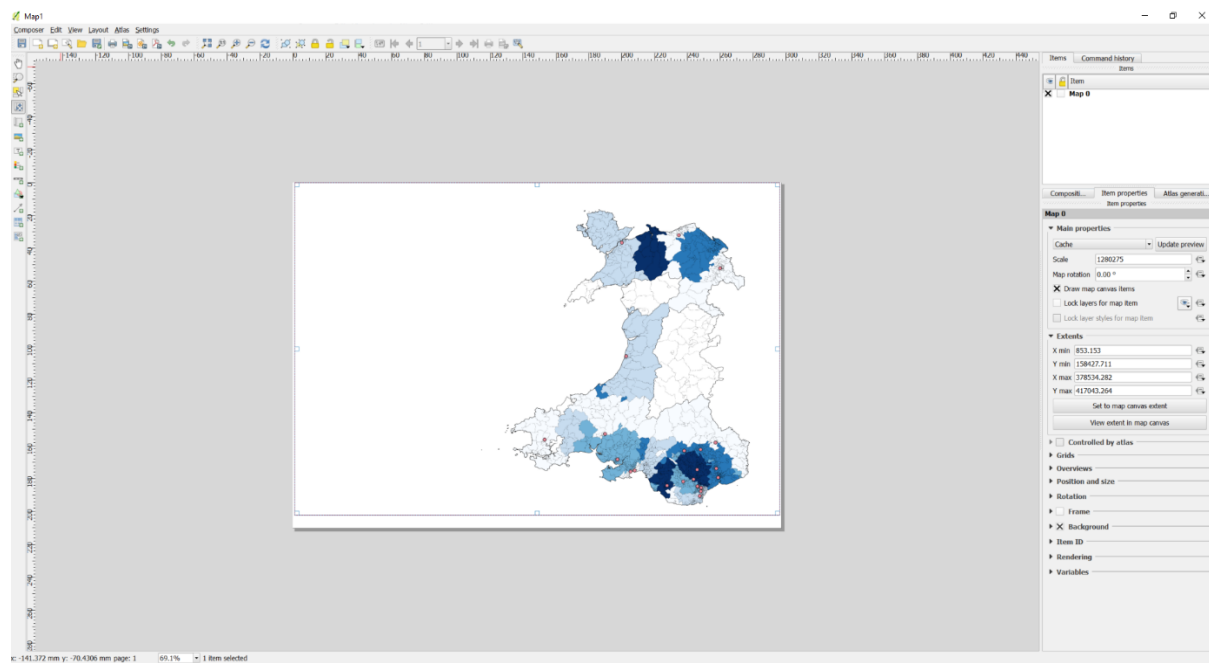 Map1
Composer Edit View Layout Atlas Settings
1
Items Command history
Items
Item
Map 0
Compositi... Item properties Atlas generati...
Item properties
Map 0
Main properties
Cache Update preview
Scale 1280275
Map rotation 0.00 °
Draw map canvas items
Lock layers for map item
Lock layer styles for map item
Extents
X min 853.153
Y min 158427.711
X max 378534.282
Y max 417043.264
Set to map canvas extent
View extent in map canvas
Controlled by atlas
Grids
Overviews
Position and size
Rotation
Frame
Background
Item ID
Rendering
Variables
x: -141.372 mm y: -70.4306 mm page: 1 69.1% 1 item selected